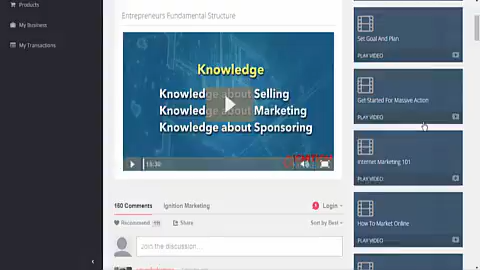 Products
My Business
My Transactions
Entrepreneurs Fundamental Structure
Knowledge
Knowledge about Selling
Knowledge about Marketing
Knowledge about Sponsoring
Set Goal And Plan
PLAY VIDEO
Get Started For Massive Action
PLAY VIDEO
Internet Marketing 101
PLAY VIDEO
How To Market Online
PLAY VIDEO
160 Comments
Ignition Marketing
Login
Recommend
Share
Sort by Best
Join the discussion...